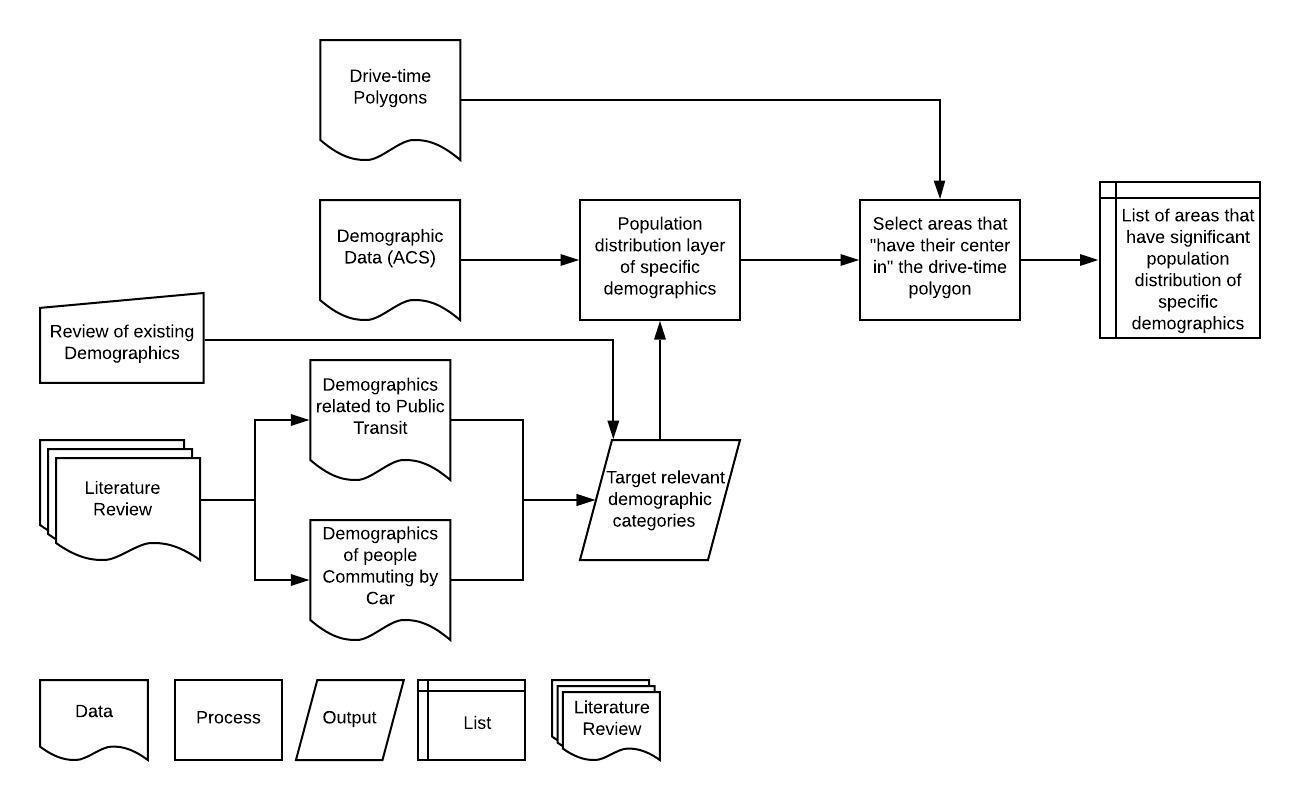 Drive-time
Polygons
Demographic
Data (ACS)
Population
distribution layer
of specific
demographics
Select areas that
"have their center
in" the drive-time
polygon
List of areas that
have significant
population
distribution of
specific
demographics
Review of existing
Demographics
Demographics
related to Public
Transit
Literature
Review
Target relevant
demographic
categories
Demographics
of people
Commuting by
Car
Data
Process
Output
List
Literature
Review